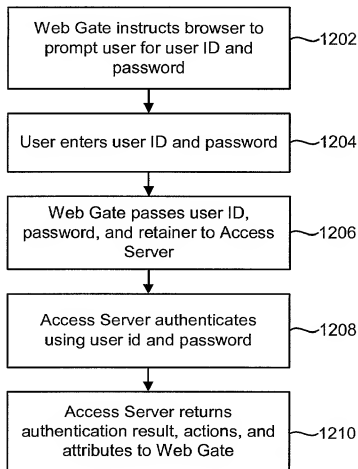 Web Gate instructs browser to
prompt user for user ID and
password
1202
User enters user ID and password
1204
Web Gate passes user ID,
password, and retainer to Access
Server
1206
Access Server authenticates
using user id and password
1208
Access Server returns
authentication result, actions, and
attributes to Web Gate
1210